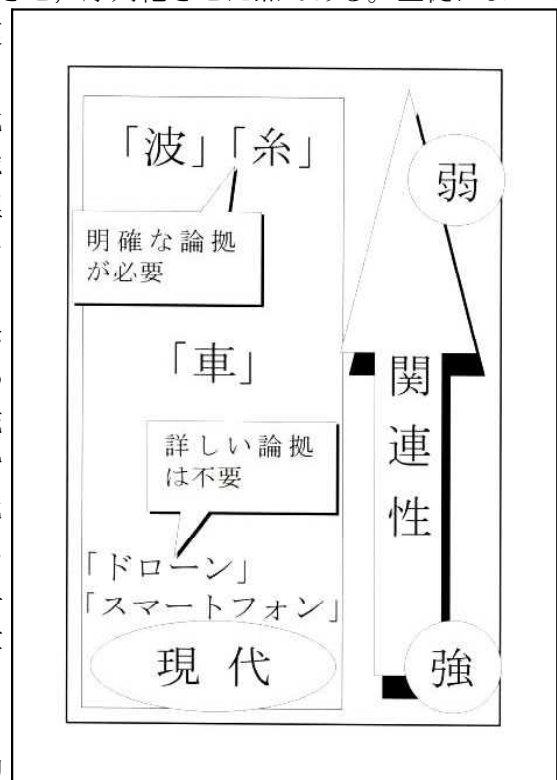 「波」「糸」
明確な論拠
が必要
「車」
詳しい論拠
は不要
「ドローン」
「スマートフォン」
現代
弱
関連性
強